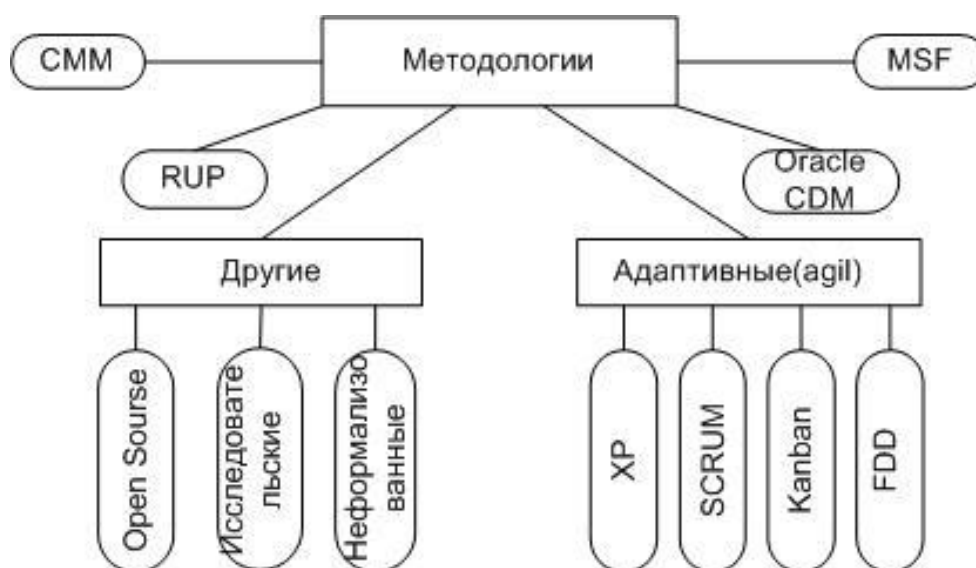 CMM
Методологии
MSF
RUP
Oracle
CDM
Другие
Адаптивные(agil)
Open Sourse
Исследовате
льские
Неформализо
ванные
XP
SCRUM
Kanban
FDD